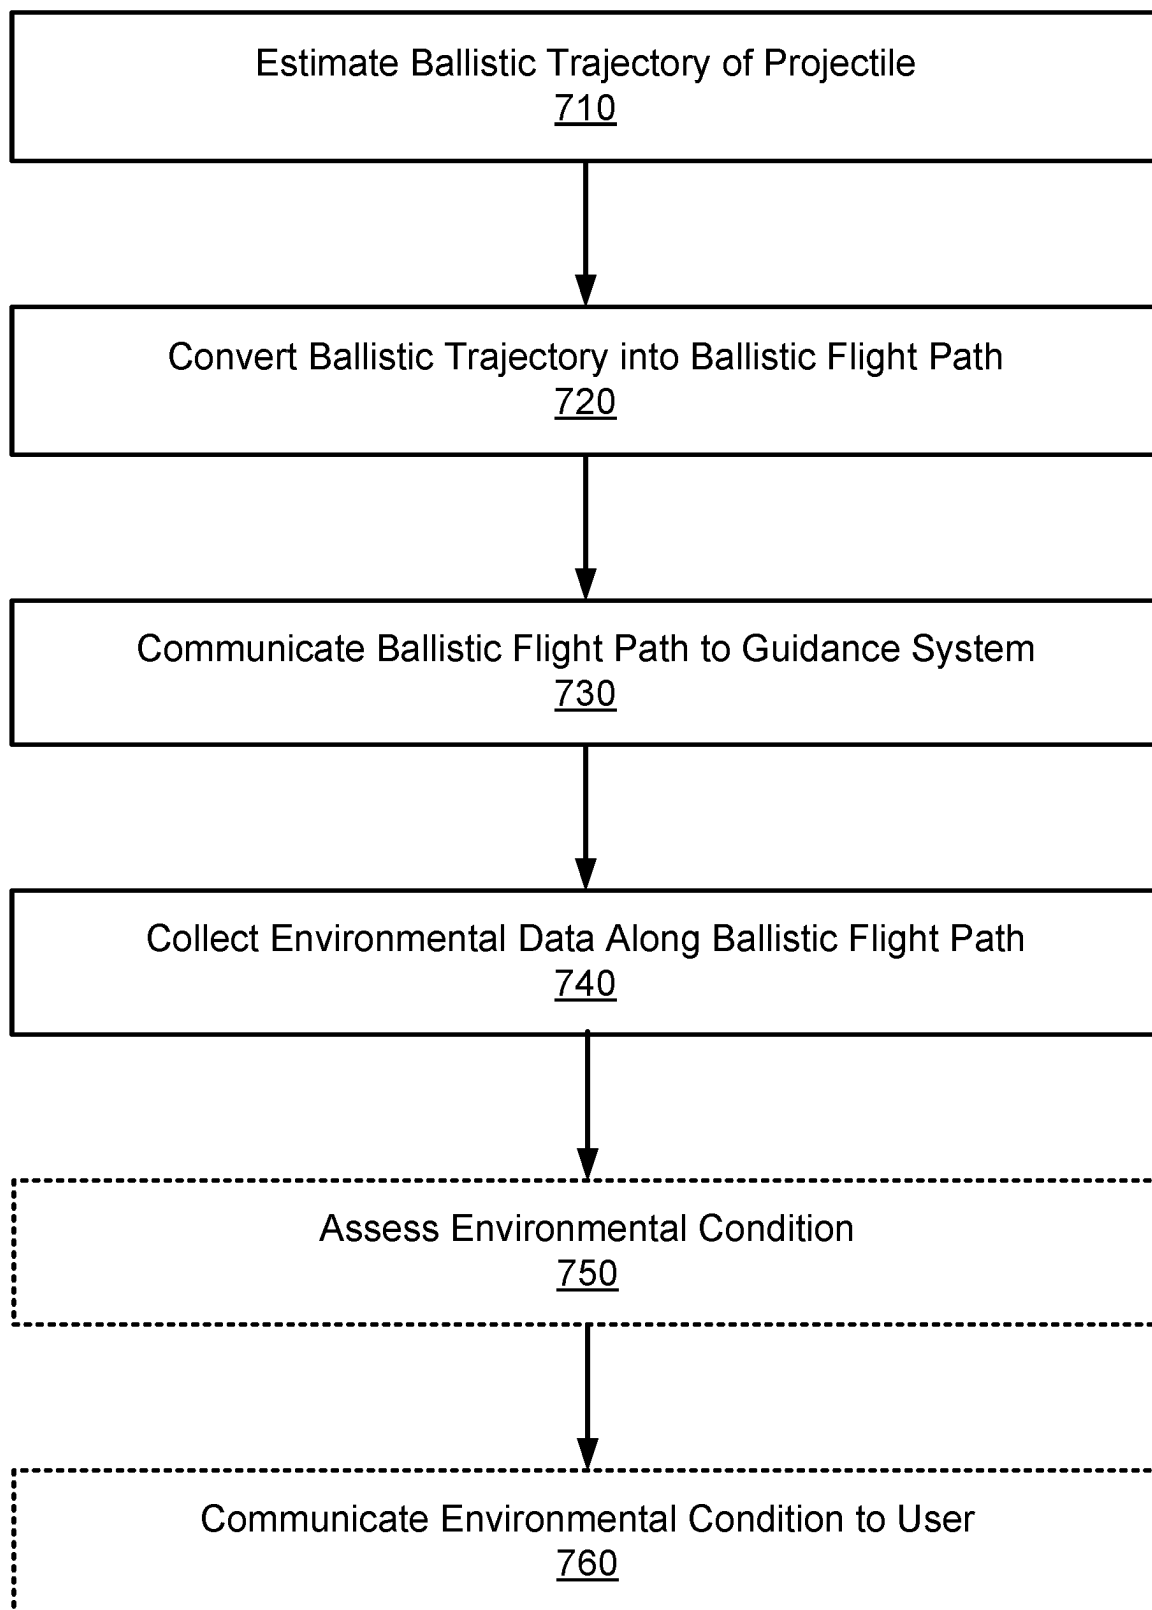 Estimate Ballistic Trajectory of Projectile
710
Convert Ballistic Trajectory into Ballistic Flight Path
720
Communicate Ballistic Flight Path to Guidance System
730
Collect Environmental Data Along Ballistic Flight Path
740
Assess Environmental Condition
750
Communicate Environmental Condition to User
760